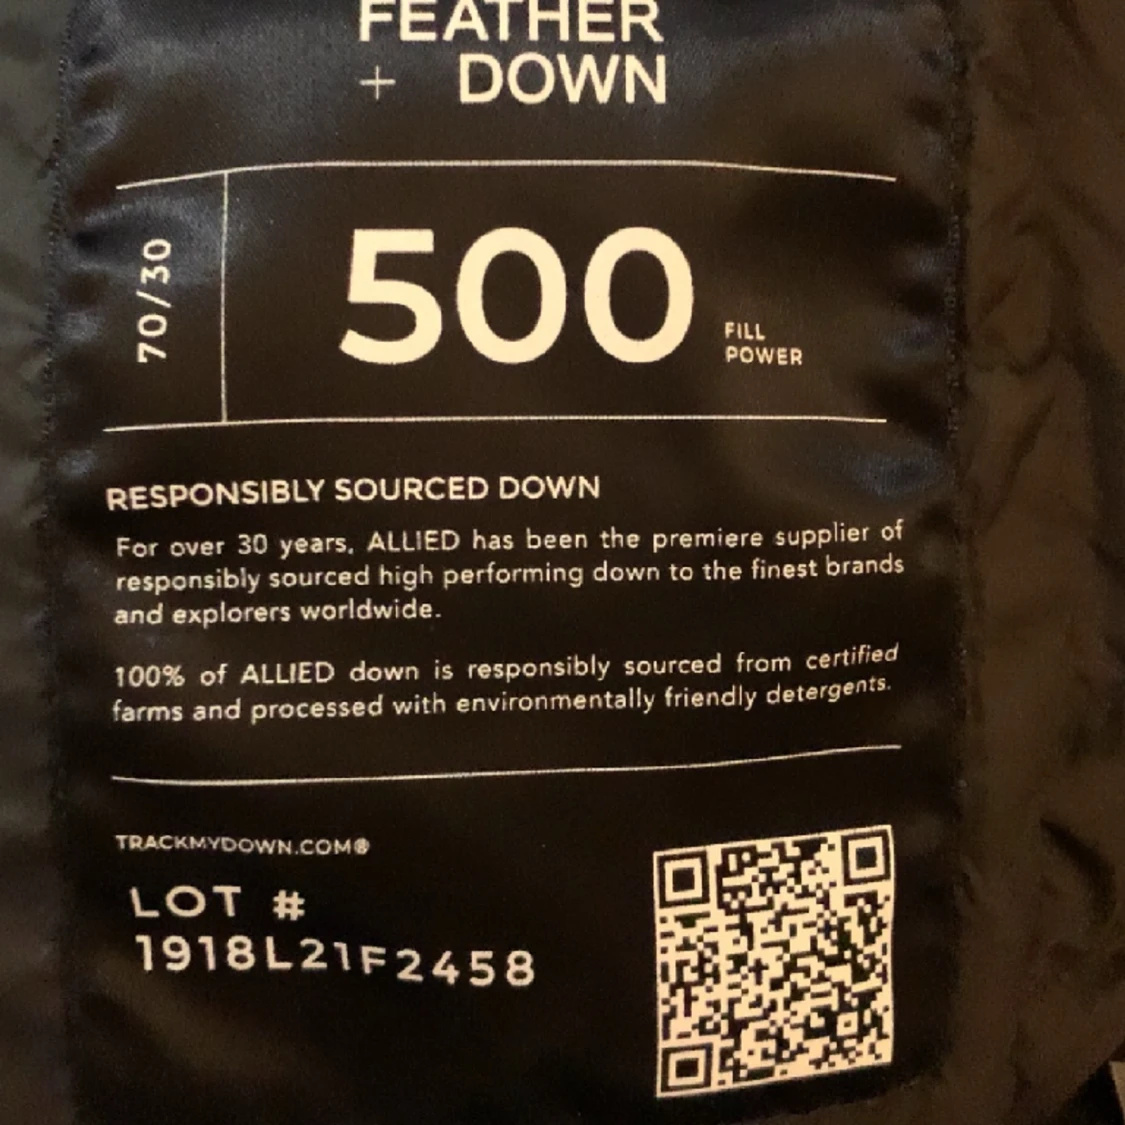 FEATHER
+ DOWN
70/30
500
FILL
POWER
RESPONSIBLY SOURCED DOWN
For over 30 years, ALLIED has been the premiere supplier of
responsibly sourced high performing down to the finest brands
and explorers worldwide.
100% of ALLIED down is responsibly sourced from certified
farms and processed with environmentally friendly detergents.
TRACKMYDOWN.COM®
LOT #
1918L21F2458